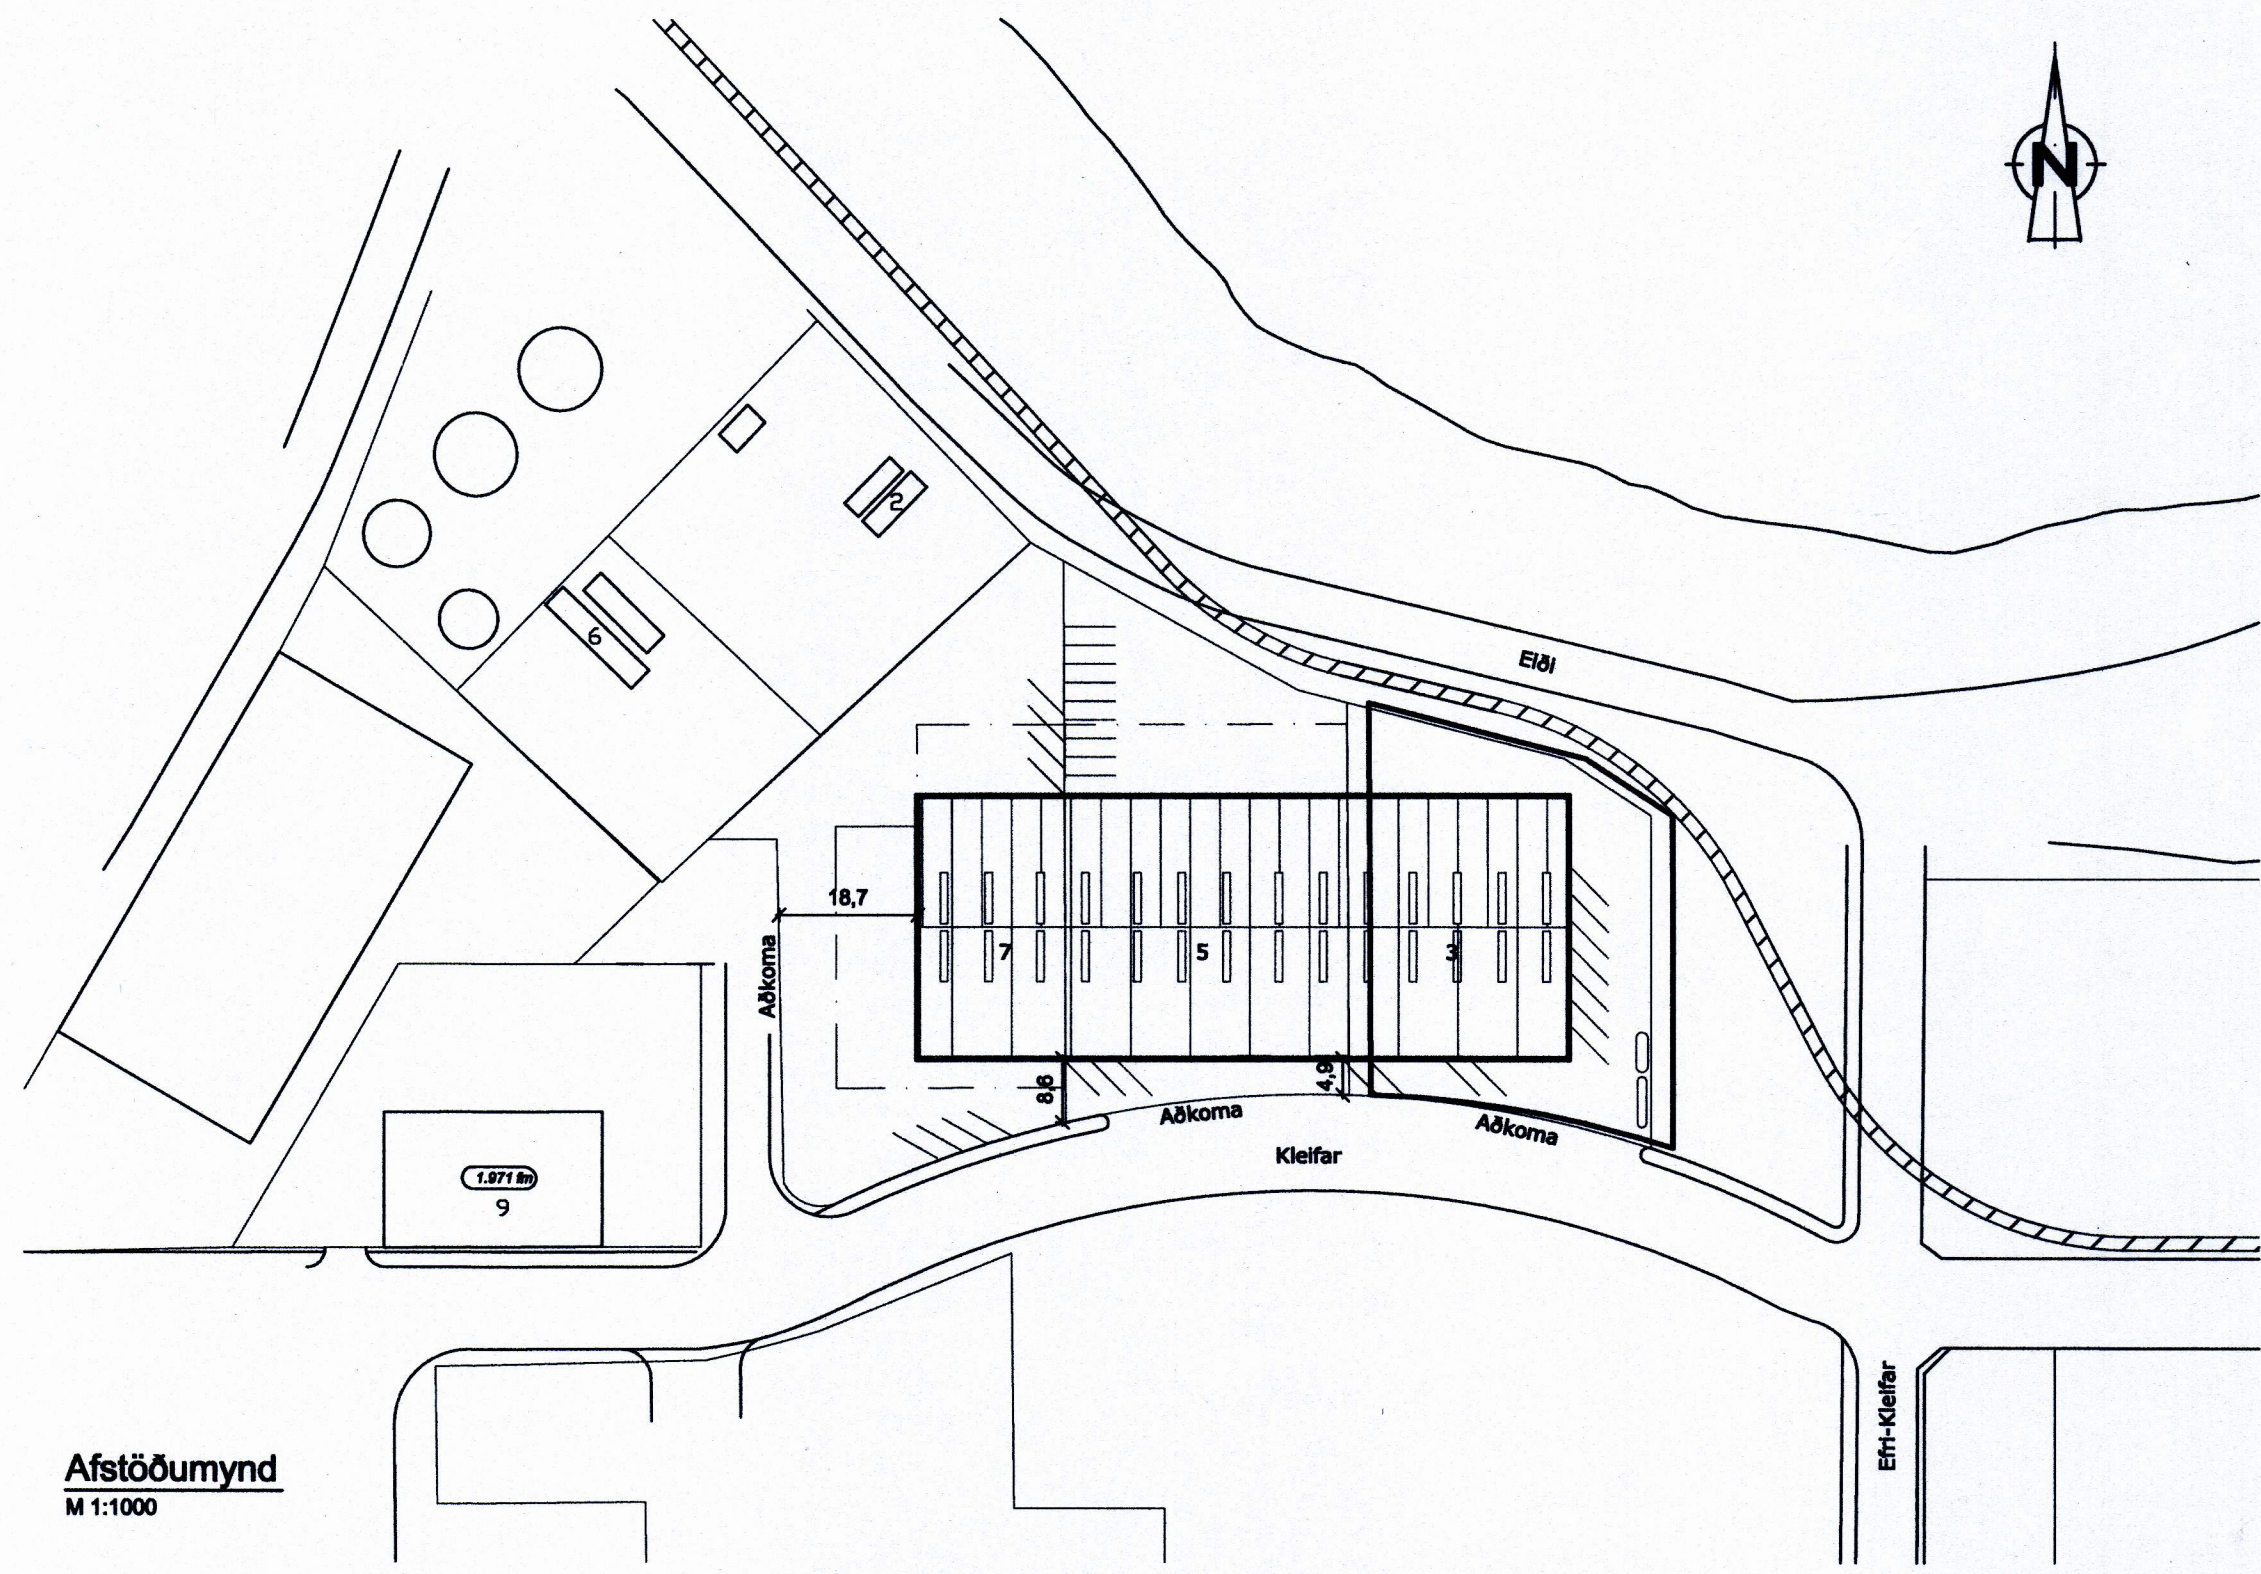 N
2
6
Eiði
18,7
7
5
3
Aðkoma
8,6
4,9
Aðkoma
Aðkoma
Kleifar
1.971 fm
9
Efri-Kleifar
Afstöðumynd
M 1:1000